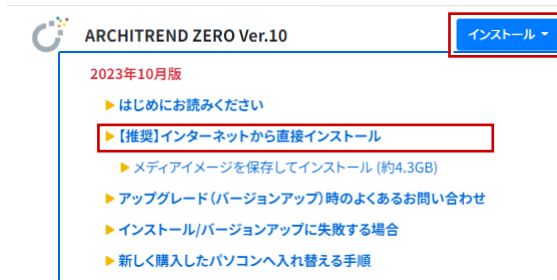 ARCHITREND ZERO Ver.10 インストール
2023年10月版
はじめにお読みください
【推奨】インターネットから直接インストール
メディアイメージを保存してインストール (約4.3GB)
アップグレード(バージョンアップ)時のよくあるお問い合わせ
インストール/バージョンアップに失敗する場合
新しく購入したパソコンへ入れ替える手順